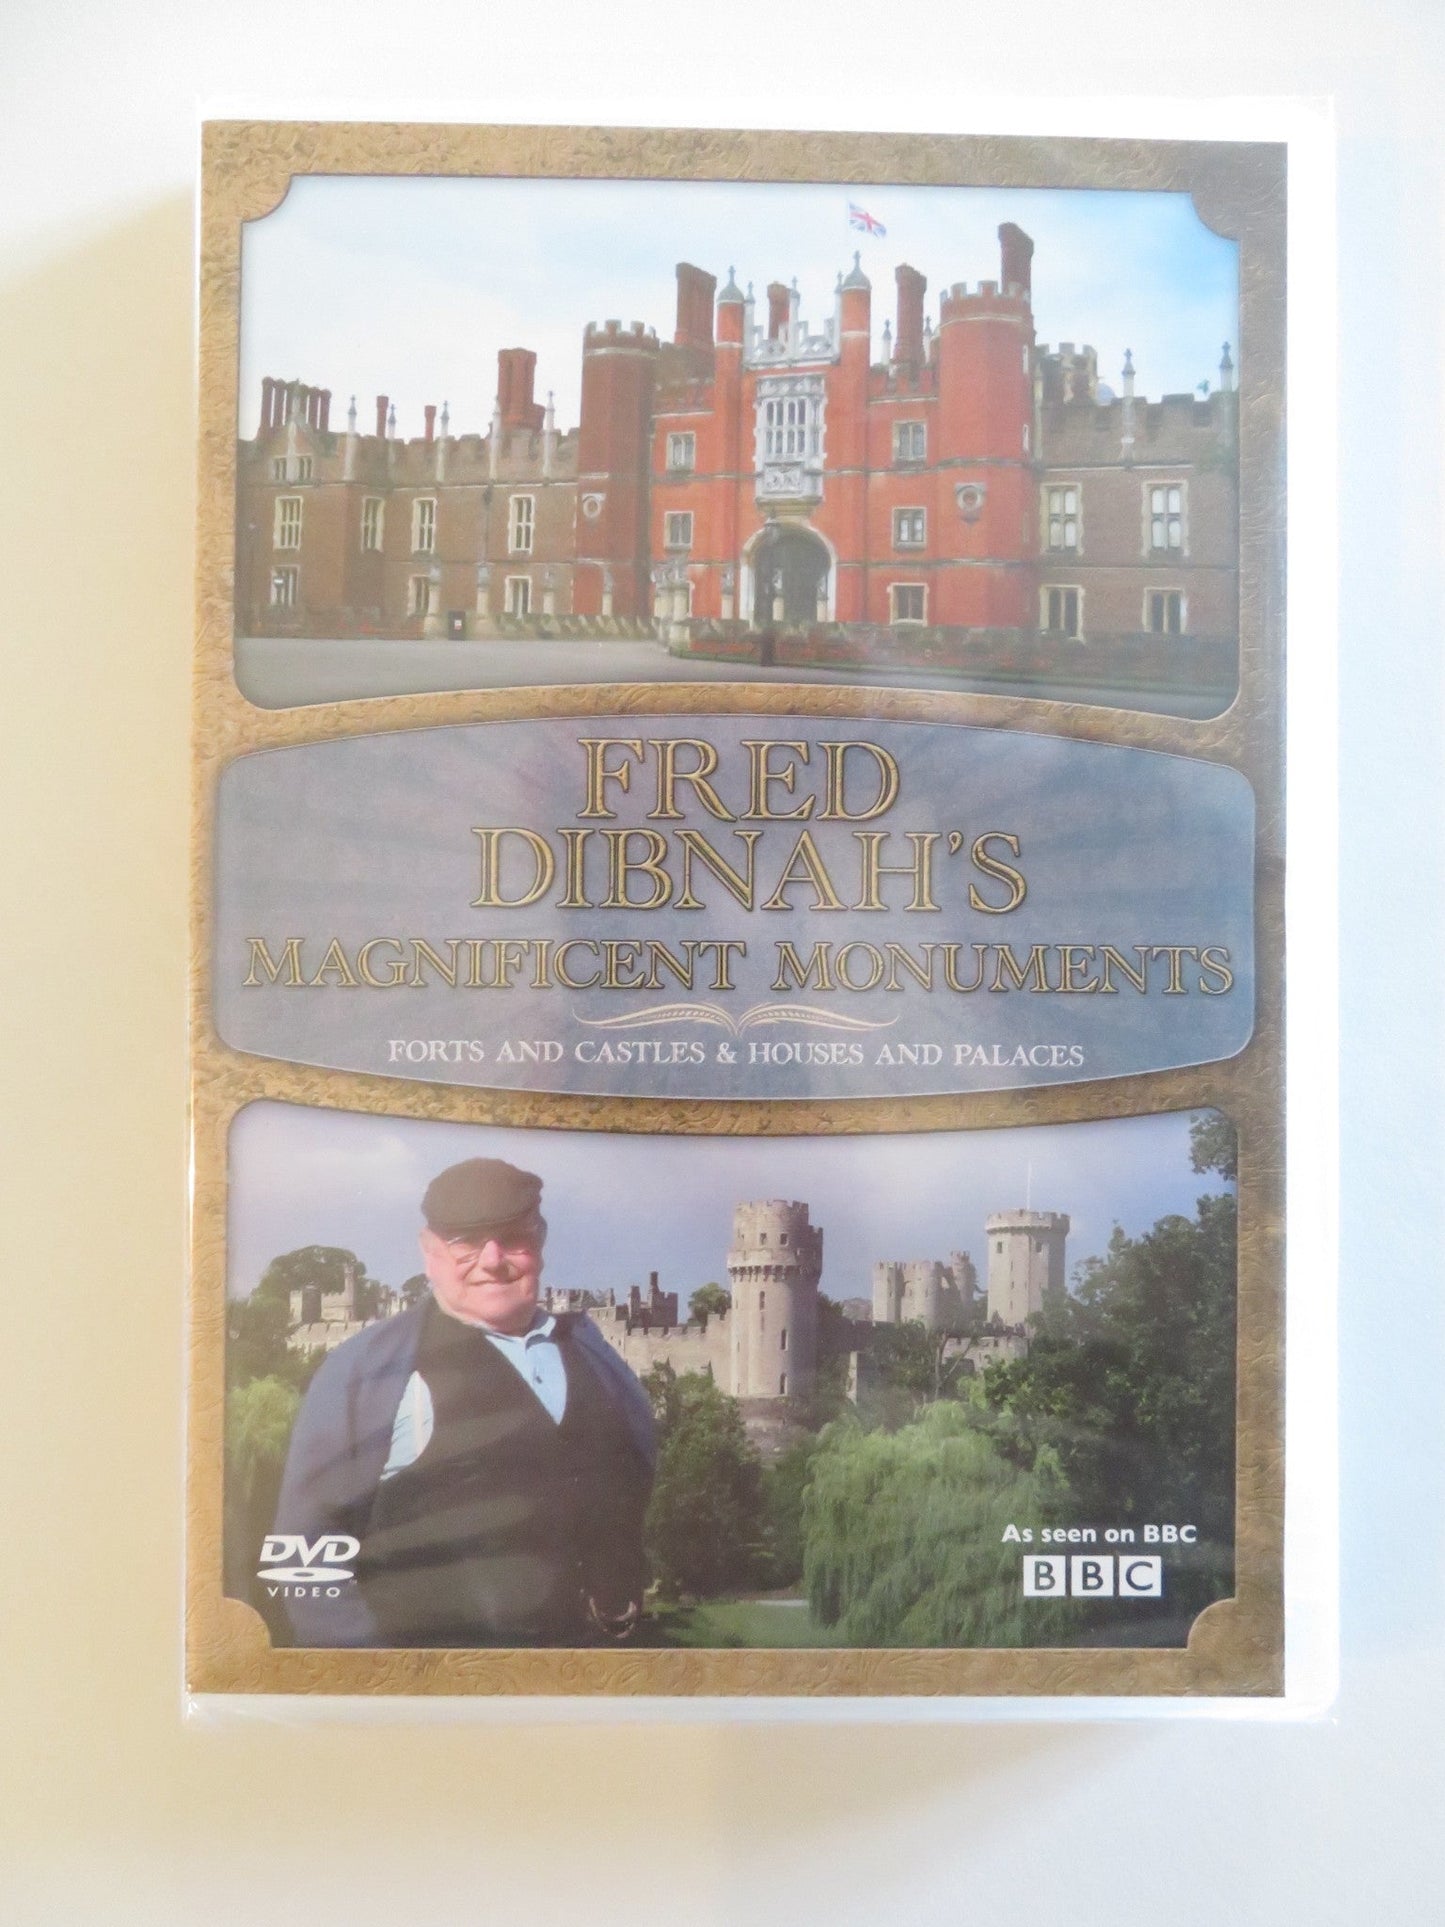 FRED
DIBNAH'S
MAGNIFICENT MONUMENTS
FORTS AND CASTLES & HOUSES AND PALACES
DVD
VIDEO
As seen on BBC
BBC